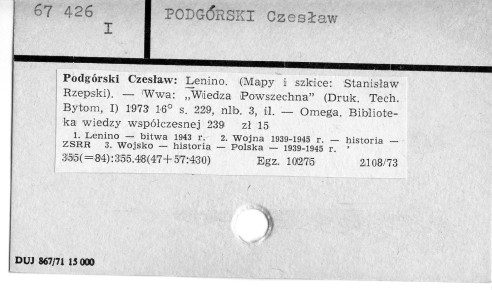 67 426
I
PODGÓRSKI Czesław
Podgórski Czesław: Lenino. (Mapy i szkice: Stanisław
Rzepski). — Wwa: „Wiedza Powszechna" (Druk. Tech.
Bytom, I) 1973 16° s. 229, nlb. 3, il. — Omega. Bibliote-
ka wiedzy współczesnej 239 zł 15
1. Lenino — bitwa 1943 r. 2. Wojna 1939-1945 r. — historia —
ZSRR 3. Wojsko — historia — Polska — 1939-1945 r.
355(=84):355.48(47+57:430) Egz. 10275 2108/73
DUJ 867/71 15 000